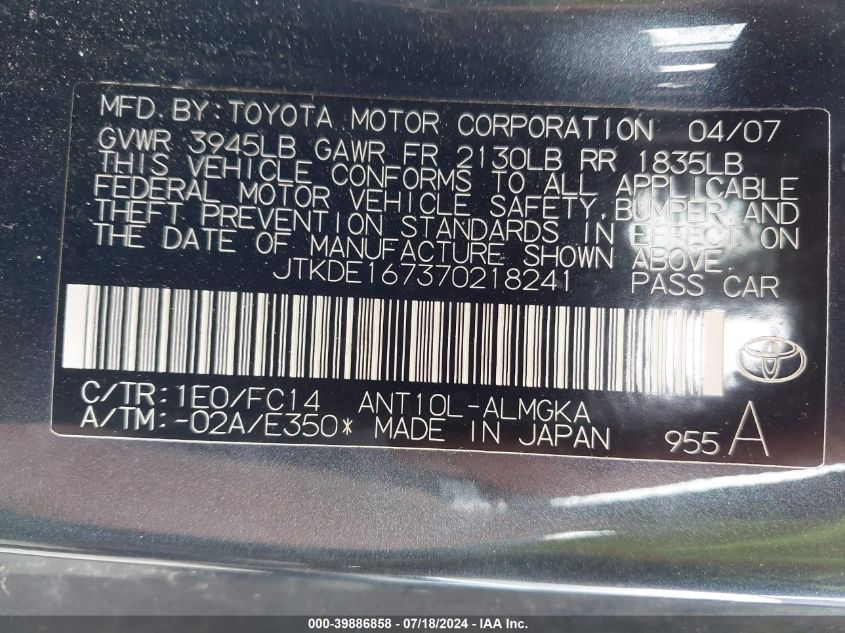 MFD. BY: TOYOTA MOTOR CORPORATION 04/07
GVWR 3945LB GAWR FR 2130LB RR 1835LB
THIS VEHICLE CONFORMS TO ALL APPLICABLE
FEDERAL MOTOR VEHICLE SAFETY, BUMPER, AND
THEFT PREVENTION STANDARDS IN EFFECT ON
THE DATE OF MANUFACTURE SHOWN ABOVE.
JTKDE167370218241 PASS CAR
C/TR: 1E0/FC14 ANT10L-ALMGKA
A/TM: -02A/E350* MADE IN JAPAN 955 A
000-39886858 - 07/18/2024 - Copyright © IAA, Inc.